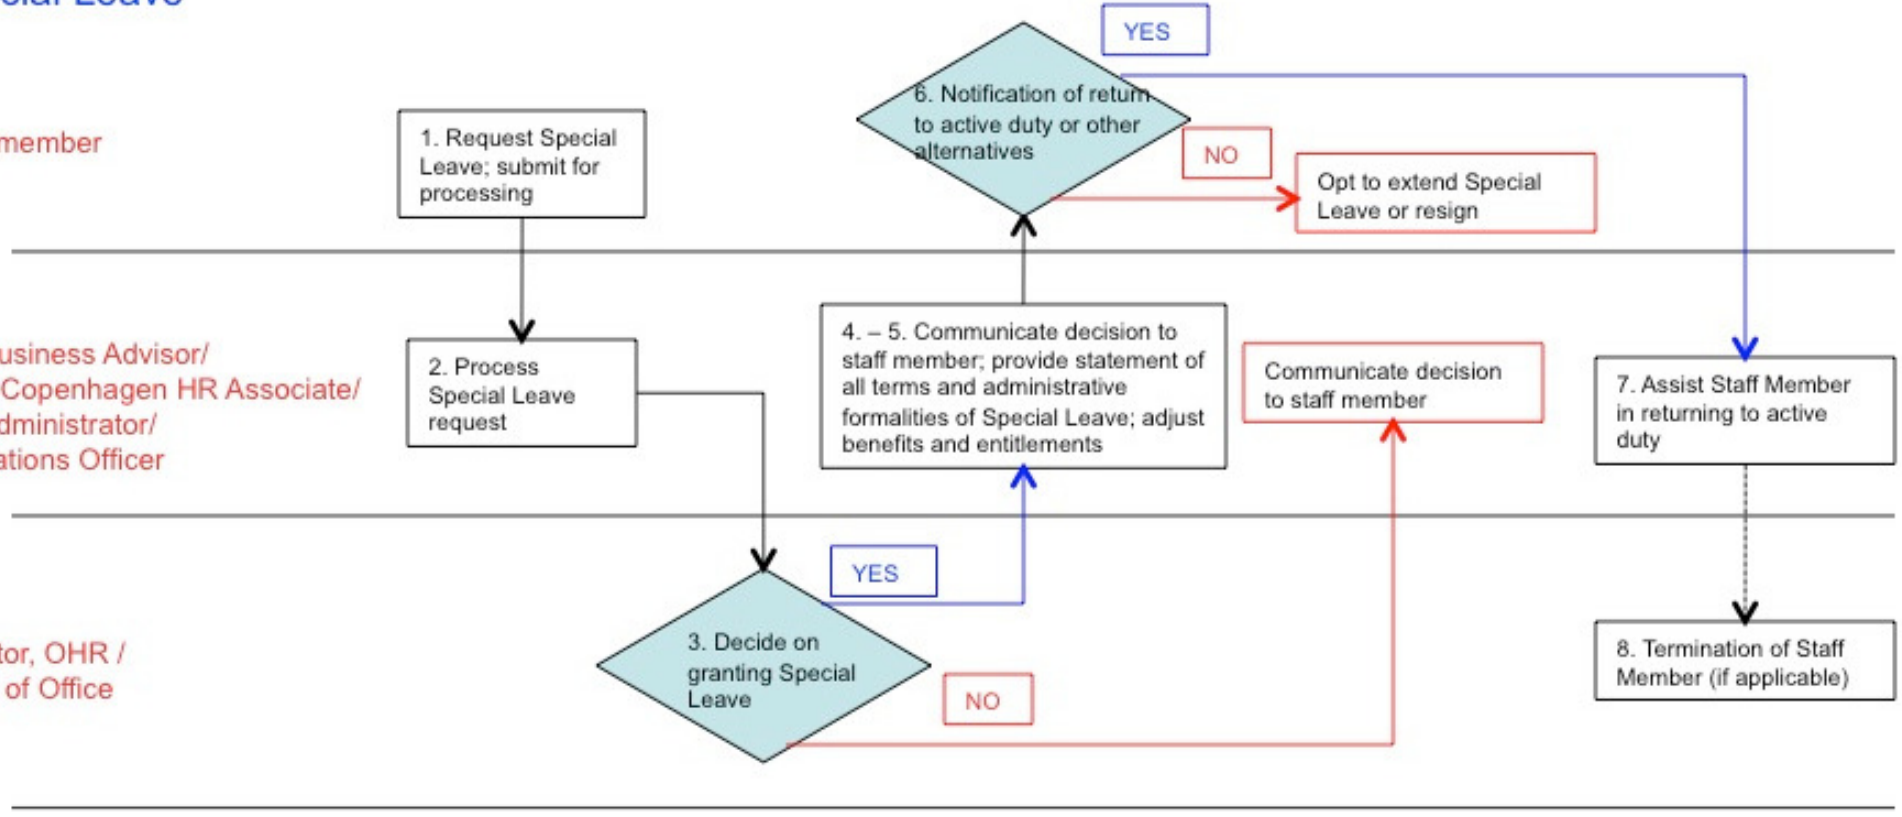 Leave
YES
6. Notification of return
to active duty or other
alternatives
member
1. Request Special
Leave; submit for
processing
NO
Opt to extend Special
Leave or resign
Advisor/
Copenhagen HR Associate/
Officer
2. Process
Special Leave
request
4. – 5. Communicate decision to
staff member; provide statement of
all terms and administrative
formalities of Special Leave; adjust
benefits and entitlements
Communicate decision
to staff member
7. Assist Staff Member
in returning to active
duty
YES
3. Decide on
granting Special
Leave
NO
OHR /
of Office
8. Termination of Staff
Member (if applicable)